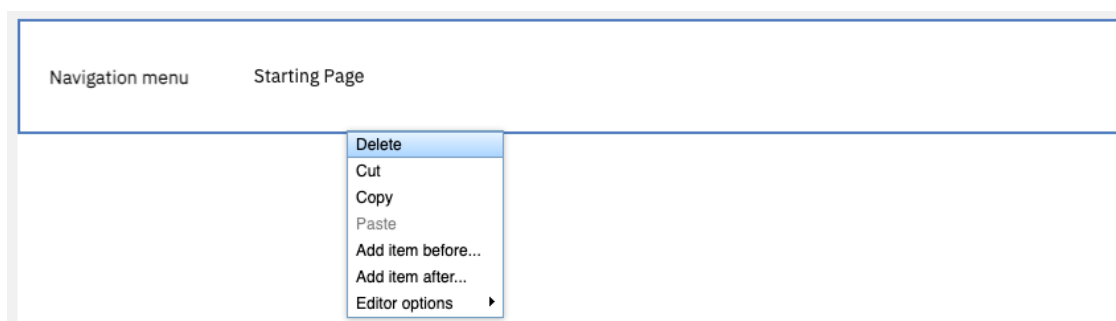 Navigation menu Starting Page
Delete
Cut
Copy
Paste
Add item before...
Add item after...
Editor options